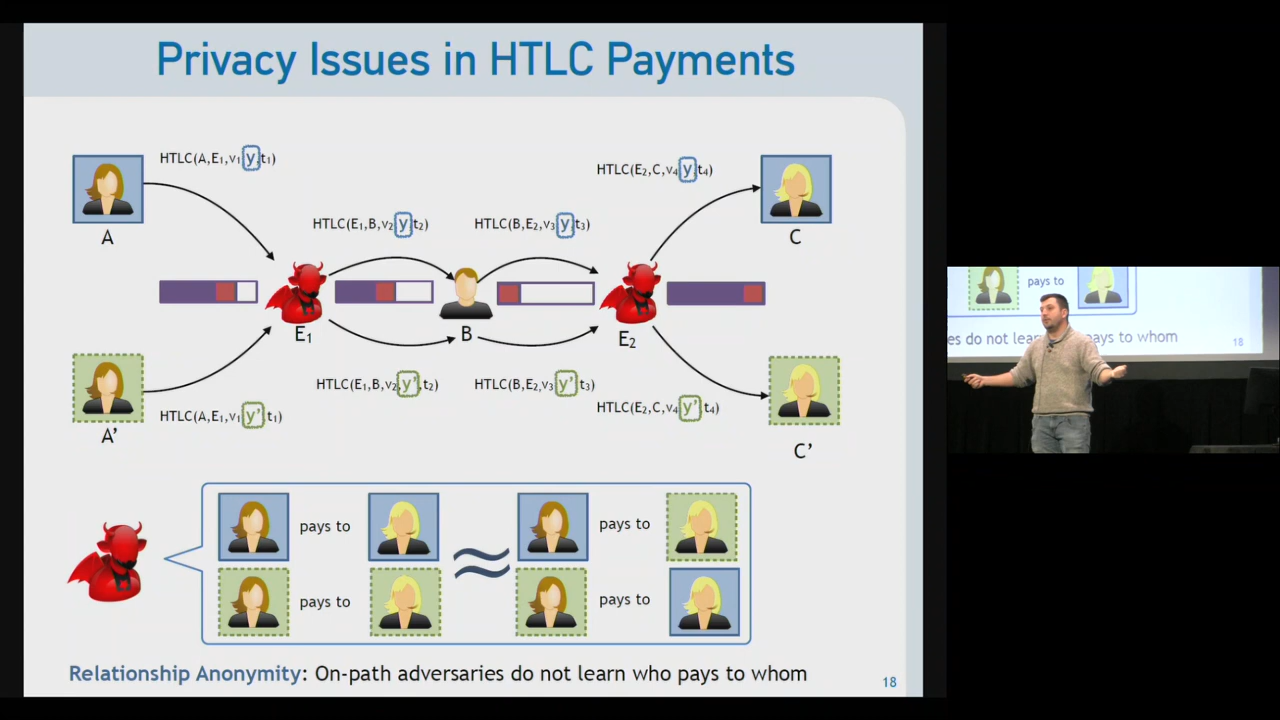 Privacy Issues in HTLC Payments
HTLC(A,E₁,v₁,y,t₁)
HTLC(E₂,C,v₄,y,t₄)
A
HTLC(E₁,B,v₂,y,t₂)
HTLC(B,E₂,v₃,y,t₃)
C
E₁
B
E₂
HTLC(E₁,B,v₂,y',t₂)
HTLC(B,E₂,v₃,y',t₃)
HTLC(A,E₁,v₁,y',t₁)
HTLC(E₂,C,v₄,y',t₄)
A'
C'
pays to
pays to
pays to
pays to
Relationship Anonymity: On-path adversaries do not learn who pays to whom
18
pays to
es do not learn
pays to whom
18